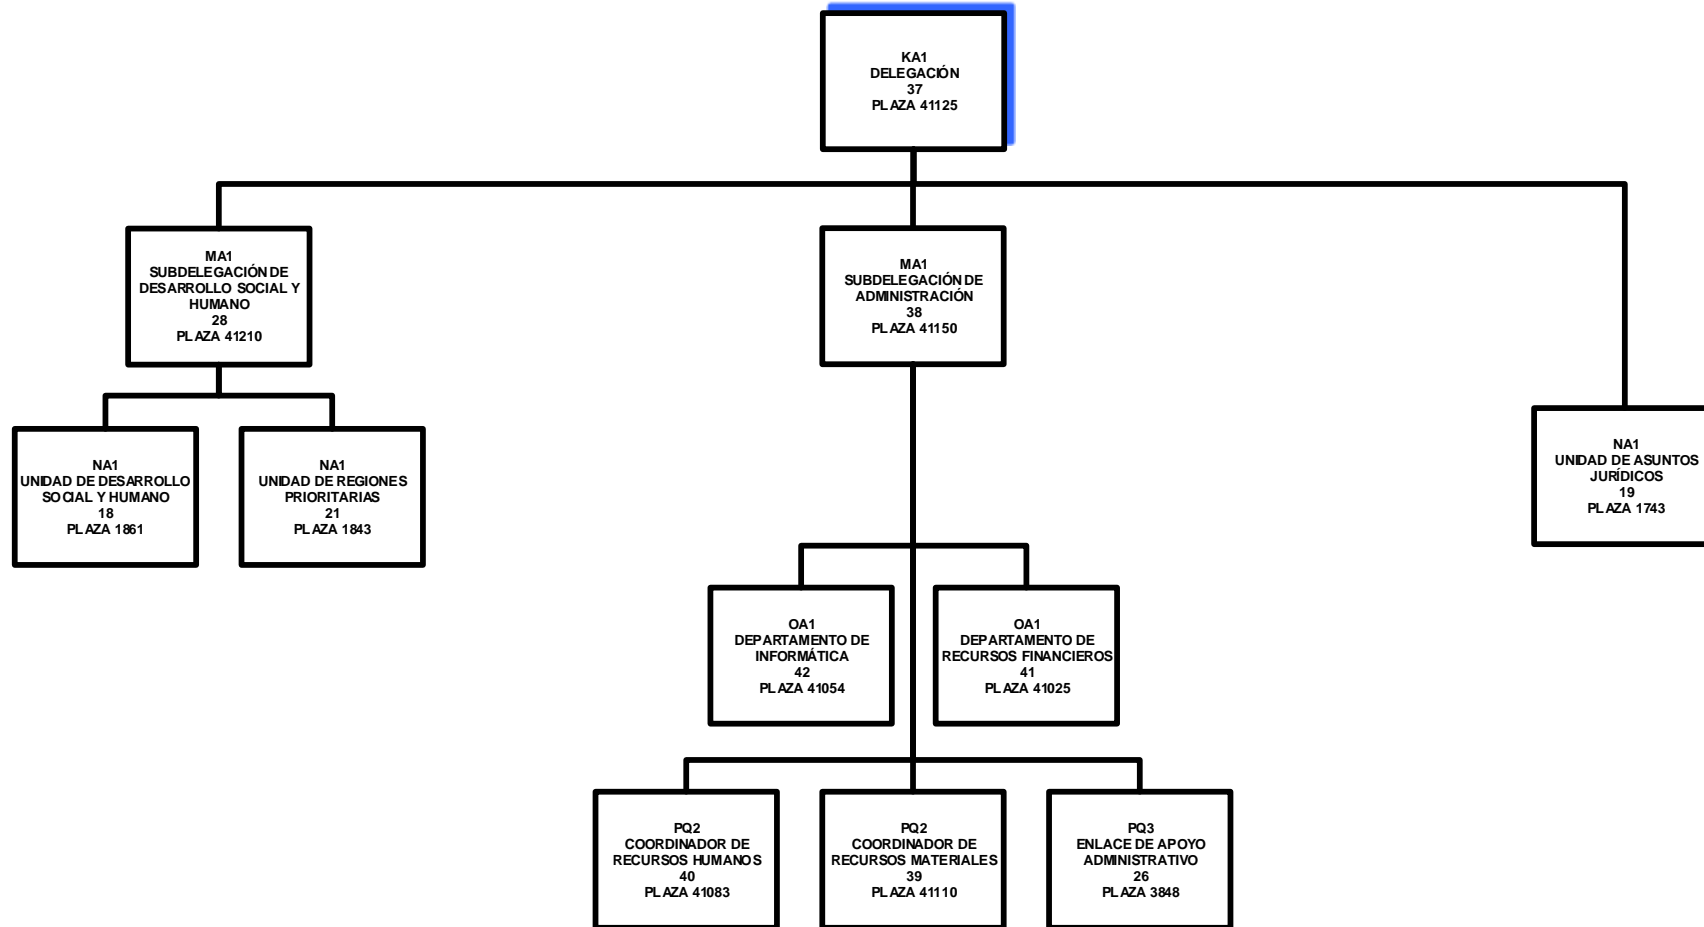 KA1
DELEGACIÓN
37
PLAZA 41125
MA1
SUBDELEGACIÓN DE
DESARROLLO SOCIAL Y
HUMANO
28
PLAZA 41210
MA1
SUBDELEGACIÓN DE
ADMINISTRACIÓN
38
PLAZA 41150
NA1
UNIDAD DE DESARROLLO
SOCIAL Y HUMANO
18
PLAZA 1861
NA1
UNIDAD DE REGIONES
PRIORITARIAS
21
PLAZA 1843
NA1
UNIDAD DE ASUNTOS
JURÍDICOS
19
PLAZA 1743
OA1
DEPARTAMENTO DE
INFORMÁTICA
42
PLAZA 41054
OA1
DEPARTAMENTO DE
RECURSOS FINANCIEROS
41
PLAZA 41025
PQ2
COORDINADOR DE
RECURSOS HUMANOS
40
PLAZA 41083
PQ2
COORDINADOR DE
RECURSOS MATERIALES
39
PLAZA 41110
PQ3
ENLACE DE APOYO
ADMINISTRATIVO
26
PLAZA 3848